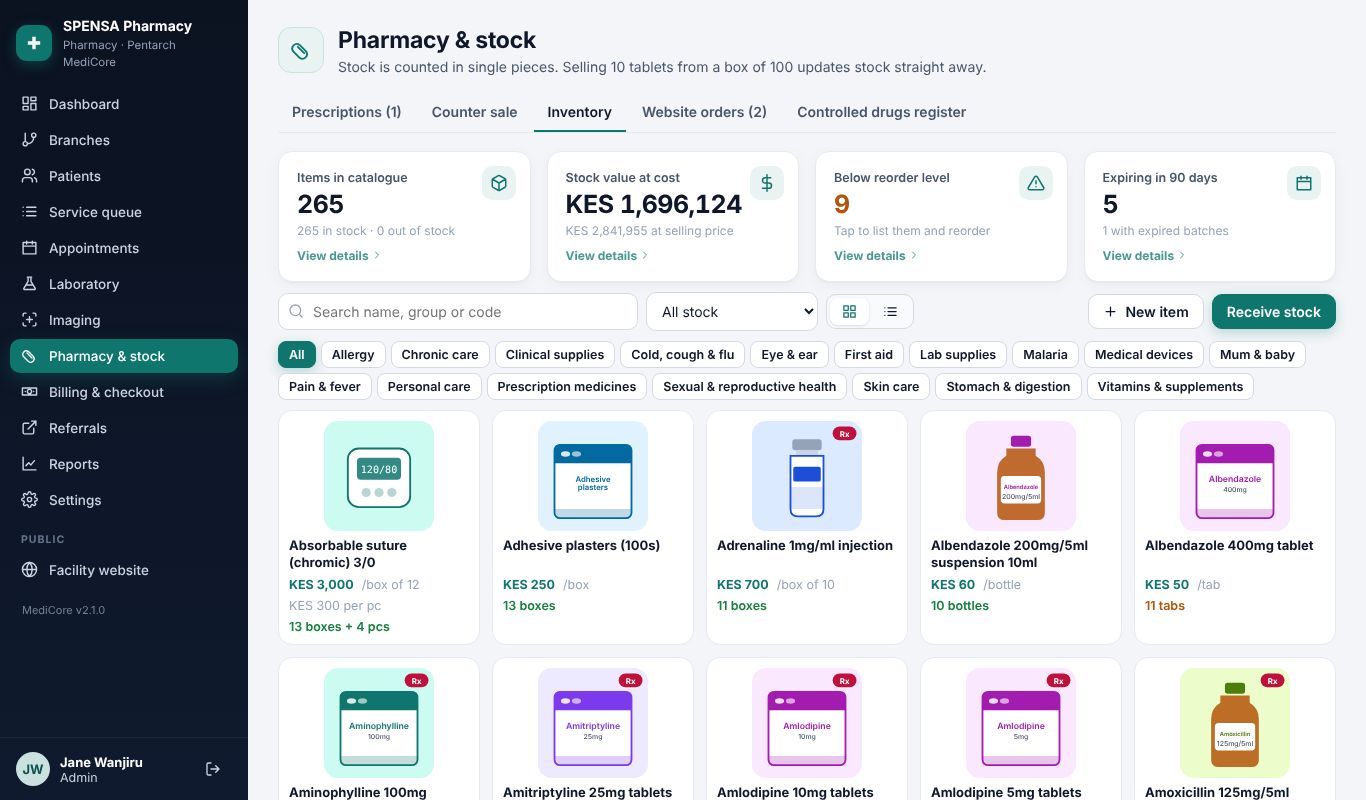 SPENSA Pharmacy
Pharmacy · Pentarch
MediCore
Dashboard
Branches
Patients
Service queue
Appointments
Laboratory
Imaging
Pharmacy & stock
Billing & checkout
Referrals
Reports
Settings
PUBLIC
Facility website
MediCore v2.1.0
JW
Jane Wanjiru
Admin
Pharmacy & stock
Stock is counted in single pieces. Selling 10 tablets from a box of 100 updates stock straight away.
Prescriptions (1) Counter sale Inventory Website orders (2) Controlled drugs register
Items in catalogue
265
265 in stock · 0 out of stock
View details
Stock value at cost
KES 1,696,124
KES 2,841,955 at selling price
View details
Below reorder level
9
Tap to list them and reorder
View details
Expiring in 90 days
5
1 with expired batches
View details
Search name, group or code
All stock
New item
Receive stock
All Allergy Chronic care Clinical supplies Cold, cough & flu Eye & ear First aid Lab supplies Malaria Medical devices Mum & baby
Pain & fever Personal care Prescription medicines Sexual & reproductive health Skin care Stomach & digestion Vitamins & supplements
120/80
Absorbable suture
(chromic) 3/0
KES 3,000 /box of 12
KES 300 per pc
13 boxes + 4 pcs
Adhesive
plasters
Adhesive plasters (100s)
KES 250 /box
13 boxes
Rx
Adrenaline 1mg/ml injection
KES 700 /box of 10
11 boxes
Albendazole
200mg/5ml
Albendazole 200mg/5ml
suspension 10ml
KES 60 /bottle
10 bottles
Albendazole
400mg
Albendazole 400mg tablet
KES 50 /tab
11 tabs
Rx
Aminophylline
100mg
Aminophylline 100mg
Rx
Amitriptyline
25mg
Amitriptyline 25mg tablets
Rx
Amlodipine
10mg
Amlodipine 10mg tablets
Rx
Amlodipine
5mg
Amlodipine 5mg tablets
Rx
Amoxicillin
125mg/5ml
Amoxicillin 125mg/5ml